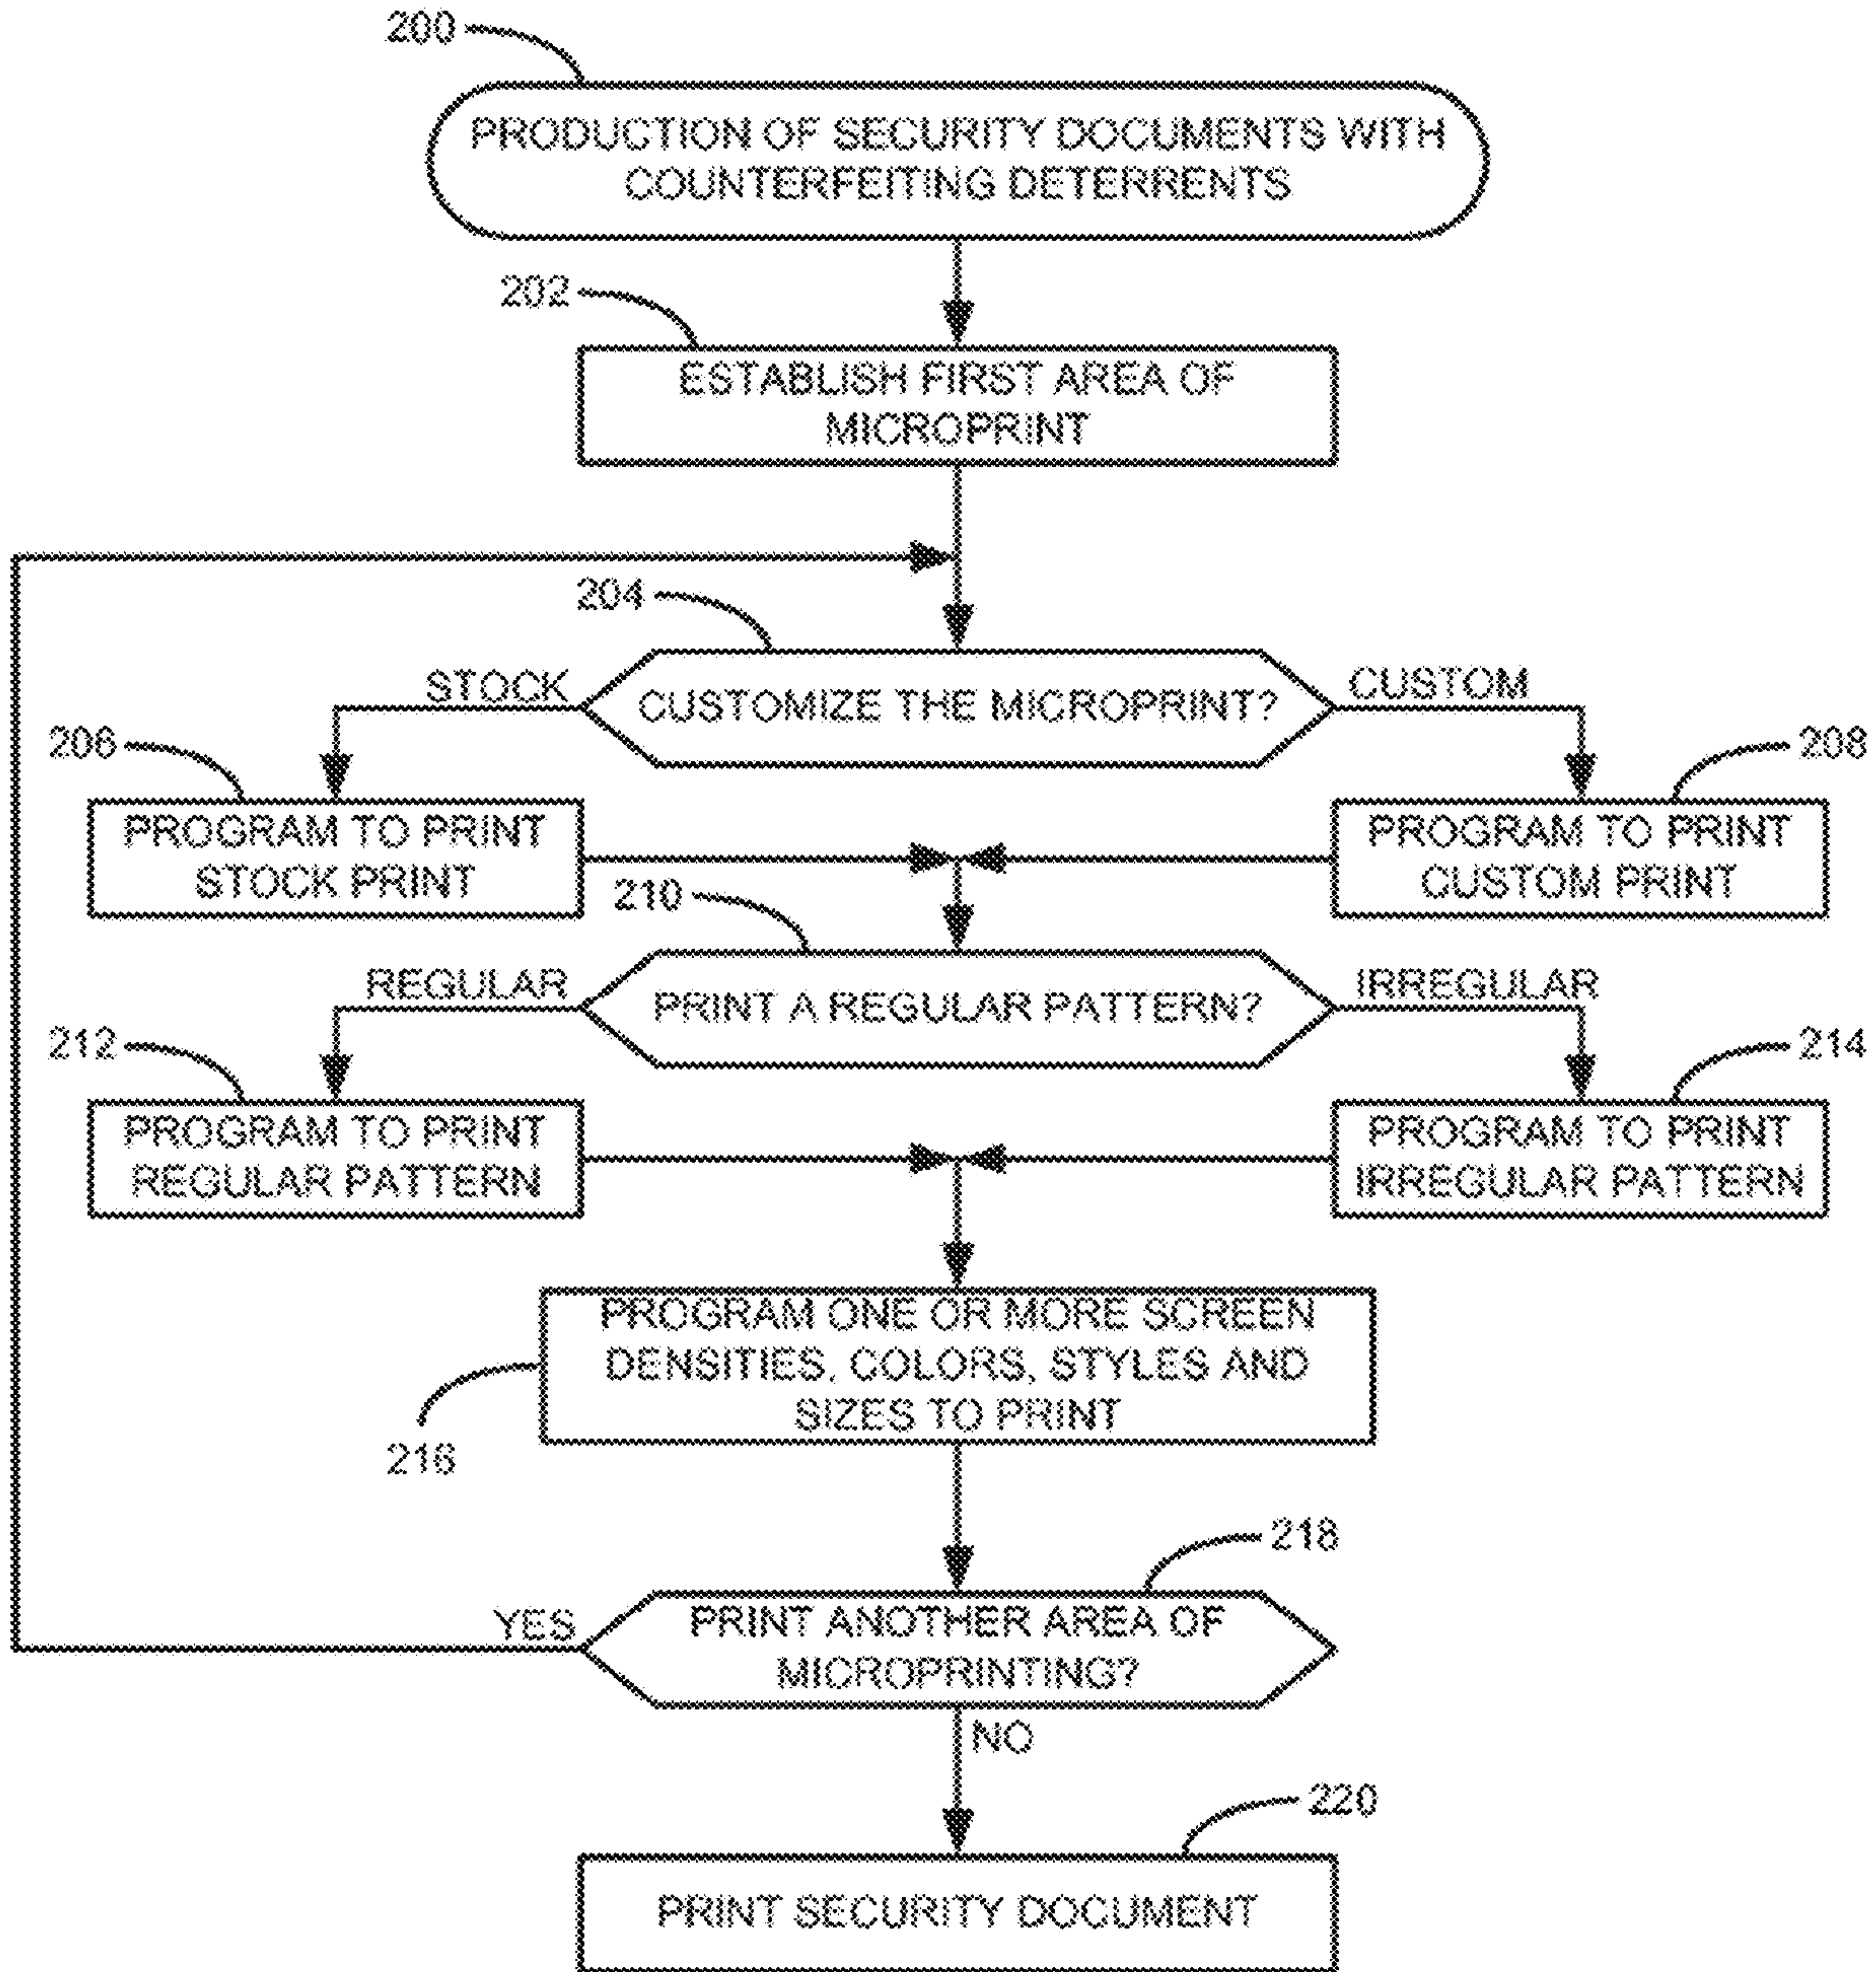 200
PRODUCTION OF SECURITY DOCUMENTS WITH
COUNTERFEITING DETERRENTS
202
ESTABLISH FIRST AREA OF
MICROPRINT
204
STOCK
CUSTOMIZE THE MICROPRINT?
CUSTOM
206
208
PROGRAM TO PRINT
STOCK PRINT
PROGRAM TO PRINT
CUSTOM PRINT
210
REGULAR
PRINT A REGULAR PATTERN?
IRREGULAR
212
214
PROGRAM TO PRINT
REGULAR PATTERN
PROGRAM TO PRINT
IRREGULAR PATTERN
PROGRAM ONE OR MORE SCREEN
DENSITIES, COLORS, STYLES AND
SIZES TO PRINT
216
218
YES
PRINT ANOTHER AREA OF
MICROPRINTING?
NO
220
PRINT SECURITY DOCUMENT